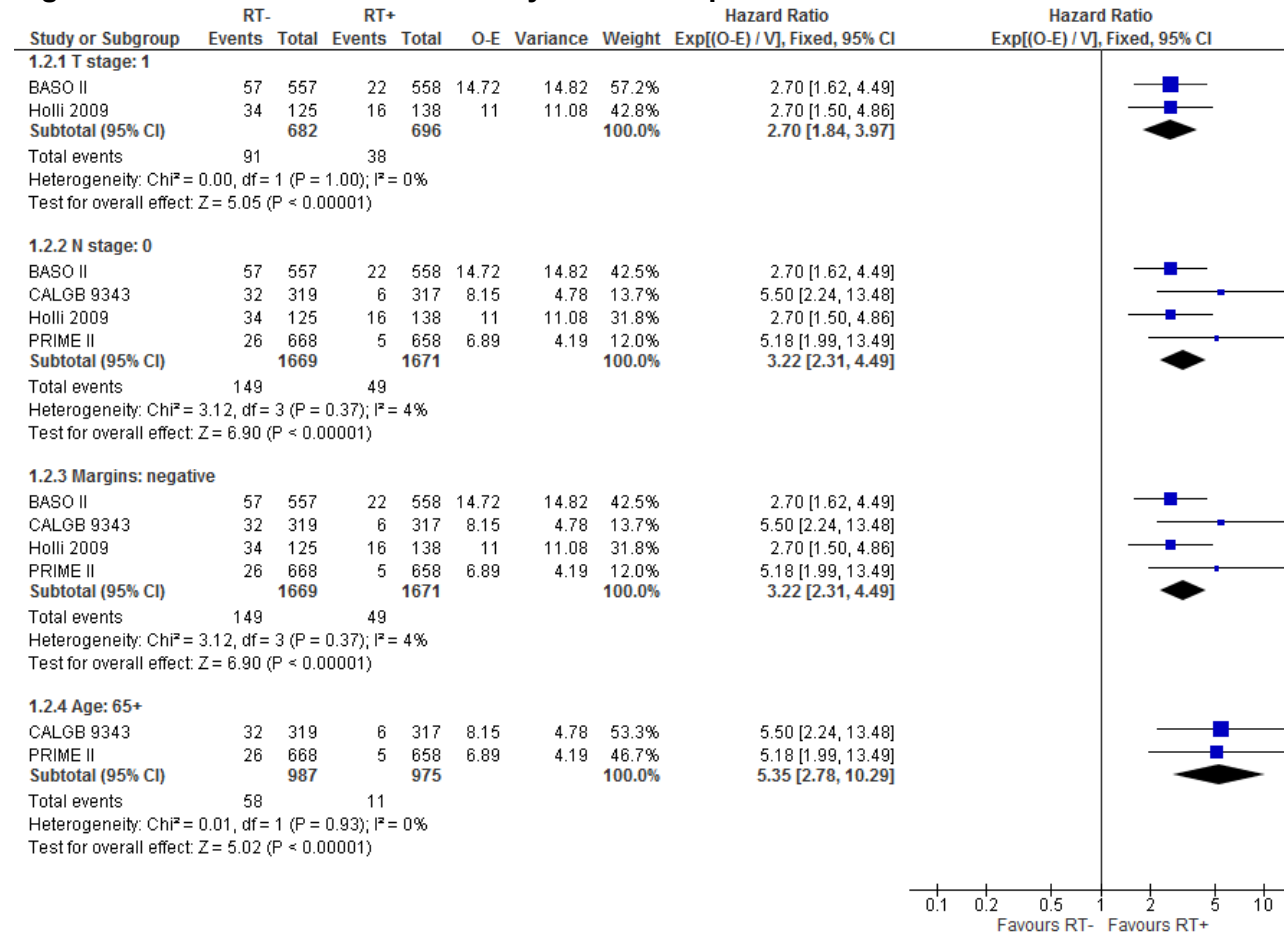 RT- RT+ Hazard Ratio Hazard Ratio
Study or Subgroup Events Total Events Total O-E Variance Weight Exp[(O-E) / V], Fixed, 95% CI Exp[(O-E) / V], Fixed, 95% CI
1.2.1 T stage: 1
BASO II 57 557 22 558 14.72 14.82 57.2% 2.70 [1.62, 4.49]
Holli 2009 34 125 16 138 11 11.08 42.8% 2.70 [1.50, 4.86]
Subtotal (95% CI) 682 696 100.0% 2.70 [1.84, 3.97]
Total events 91 38
Heterogeneity: Chi² = 0.00, df = 1 (P = 1.00); I² = 0%
Test for overall effect: Z = 5.05 (P < 0.00001)
1.2.2 N stage: 0
BASO II 57 557 22 558 14.72 14.82 42.5% 2.70 [1.62, 4.49]
CALGB 9343 32 319 6 317 8.15 4.78 13.7% 5.50 [2.24, 13.48]
Holli 2009 34 125 16 138 11 11.08 31.8% 2.70 [1.50, 4.86]
PRIME II 26 668 5 658 6.89 4.19 12.0% 5.18 [1.99, 13.49]
Subtotal (95% CI) 1669 1671 100.0% 3.22 [2.31, 4.49]
Total events 149 49
Heterogeneity: Chi² = 3.12, df = 3 (P = 0.37); I² = 4%
Test for overall effect: Z = 6.90 (P < 0.00001)
1.2.3 Margins: negative
BASO II 57 557 22 558 14.72 14.82 42.5% 2.70 [1.62, 4.49]
CALGB 9343 32 319 6 317 8.15 4.78 13.7% 5.50 [2.24, 13.48]
Holli 2009 34 125 16 138 11 11.08 31.8% 2.70 [1.50, 4.86]
PRIME II 26 668 5 658 6.89 4.19 12.0% 5.18 [1.99, 13.49]
Subtotal (95% CI) 1669 1671 100.0% 3.22 [2.31, 4.49]
Total events 149 49
Heterogeneity: Chi² = 3.12, df = 3 (P = 0.37); I² = 4%
Test for overall effect: Z = 6.90 (P < 0.00001)
1.2.4 Age: 65+
CALGB 9343 32 319 6 317 8.15 4.78 53.3% 5.50 [2.24, 13.48]
PRIME II 26 668 5 658 6.89 4.19 46.7% 5.18 [1.99, 13.49]
Subtotal (95% CI) 987 975 100.0% 5.35 [2.78, 10.29]
Total events 58 11
Heterogeneity: Chi² = 0.01, df = 1 (P = 0.93); I² = 0%
Test for overall effect: Z = 5.02 (P < 0.00001)
0.1 0.2 0.5 1 2 5 10
Favours RT- Favours RT+